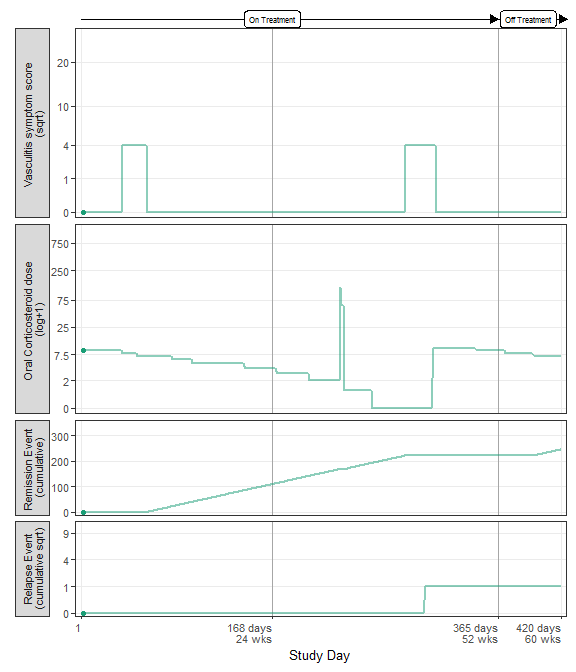 On Treatment
Off Treatment
Vasculitis symptom score
(sqrt)
20
10
4
1
0
Oral Corticosteroid dose
(log+1)
750
250
75
25
7.5
2
0
Remission Event
(cumulative)
300
200
100
0
Relapse Event
(cumulative sqrt)
9
4
1
0
1
168 days
24 wks
365 days
52 wks
420 days
60 wks
Study Day